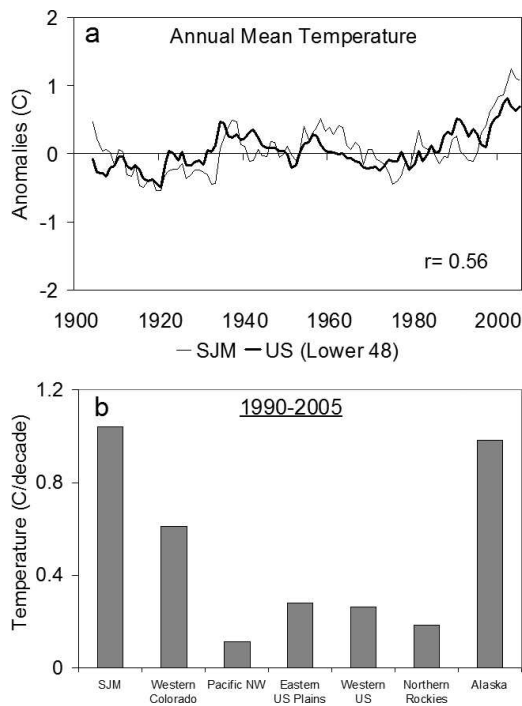 a Annual Mean Temperature
Anomalies (C)
2
1
0
-1
-2
r= 0.56
1900 1920 1940 1960 1980 2000
SJM US (Lower 48)
b 1990-2005
Temperature (C/decade)
1.2
0.8
0.4
0
SJM Western Colorado Pacific NW Eastern US Plains Western US Northern Rockies Alaska